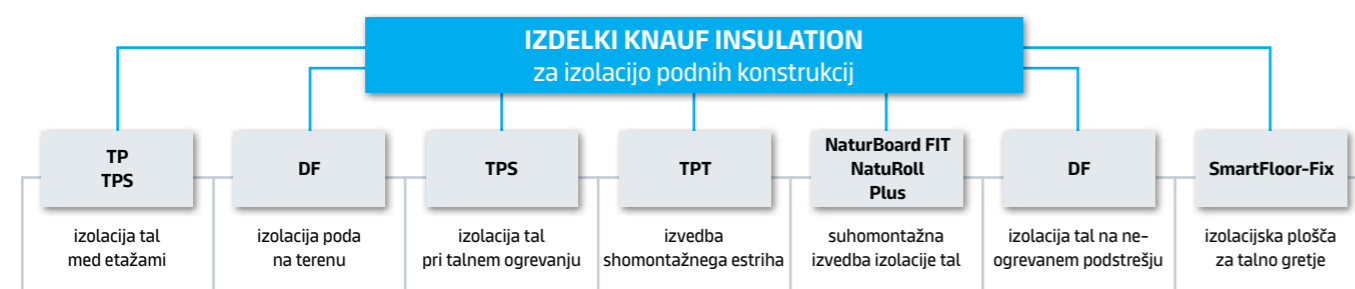 IZDELKI KNAUF INSULATION
za izolacijo podnih konstrukcij
TP
TPS
izolacija tal
med etažami
DF
izolacija poda
na terenu
TPS
izolacija tal
pri talnem ogrevanju
TPT
izvedba
shomontažnega estriha
NaturBoard FIT
NatuRoll
Plus
suhomontažna
izvedba izolacije tal
DF
izolacija tal na ne-
ogrevanem podstrešju
SmartFloor-Fix
izolacijska plošča
za talno gretje